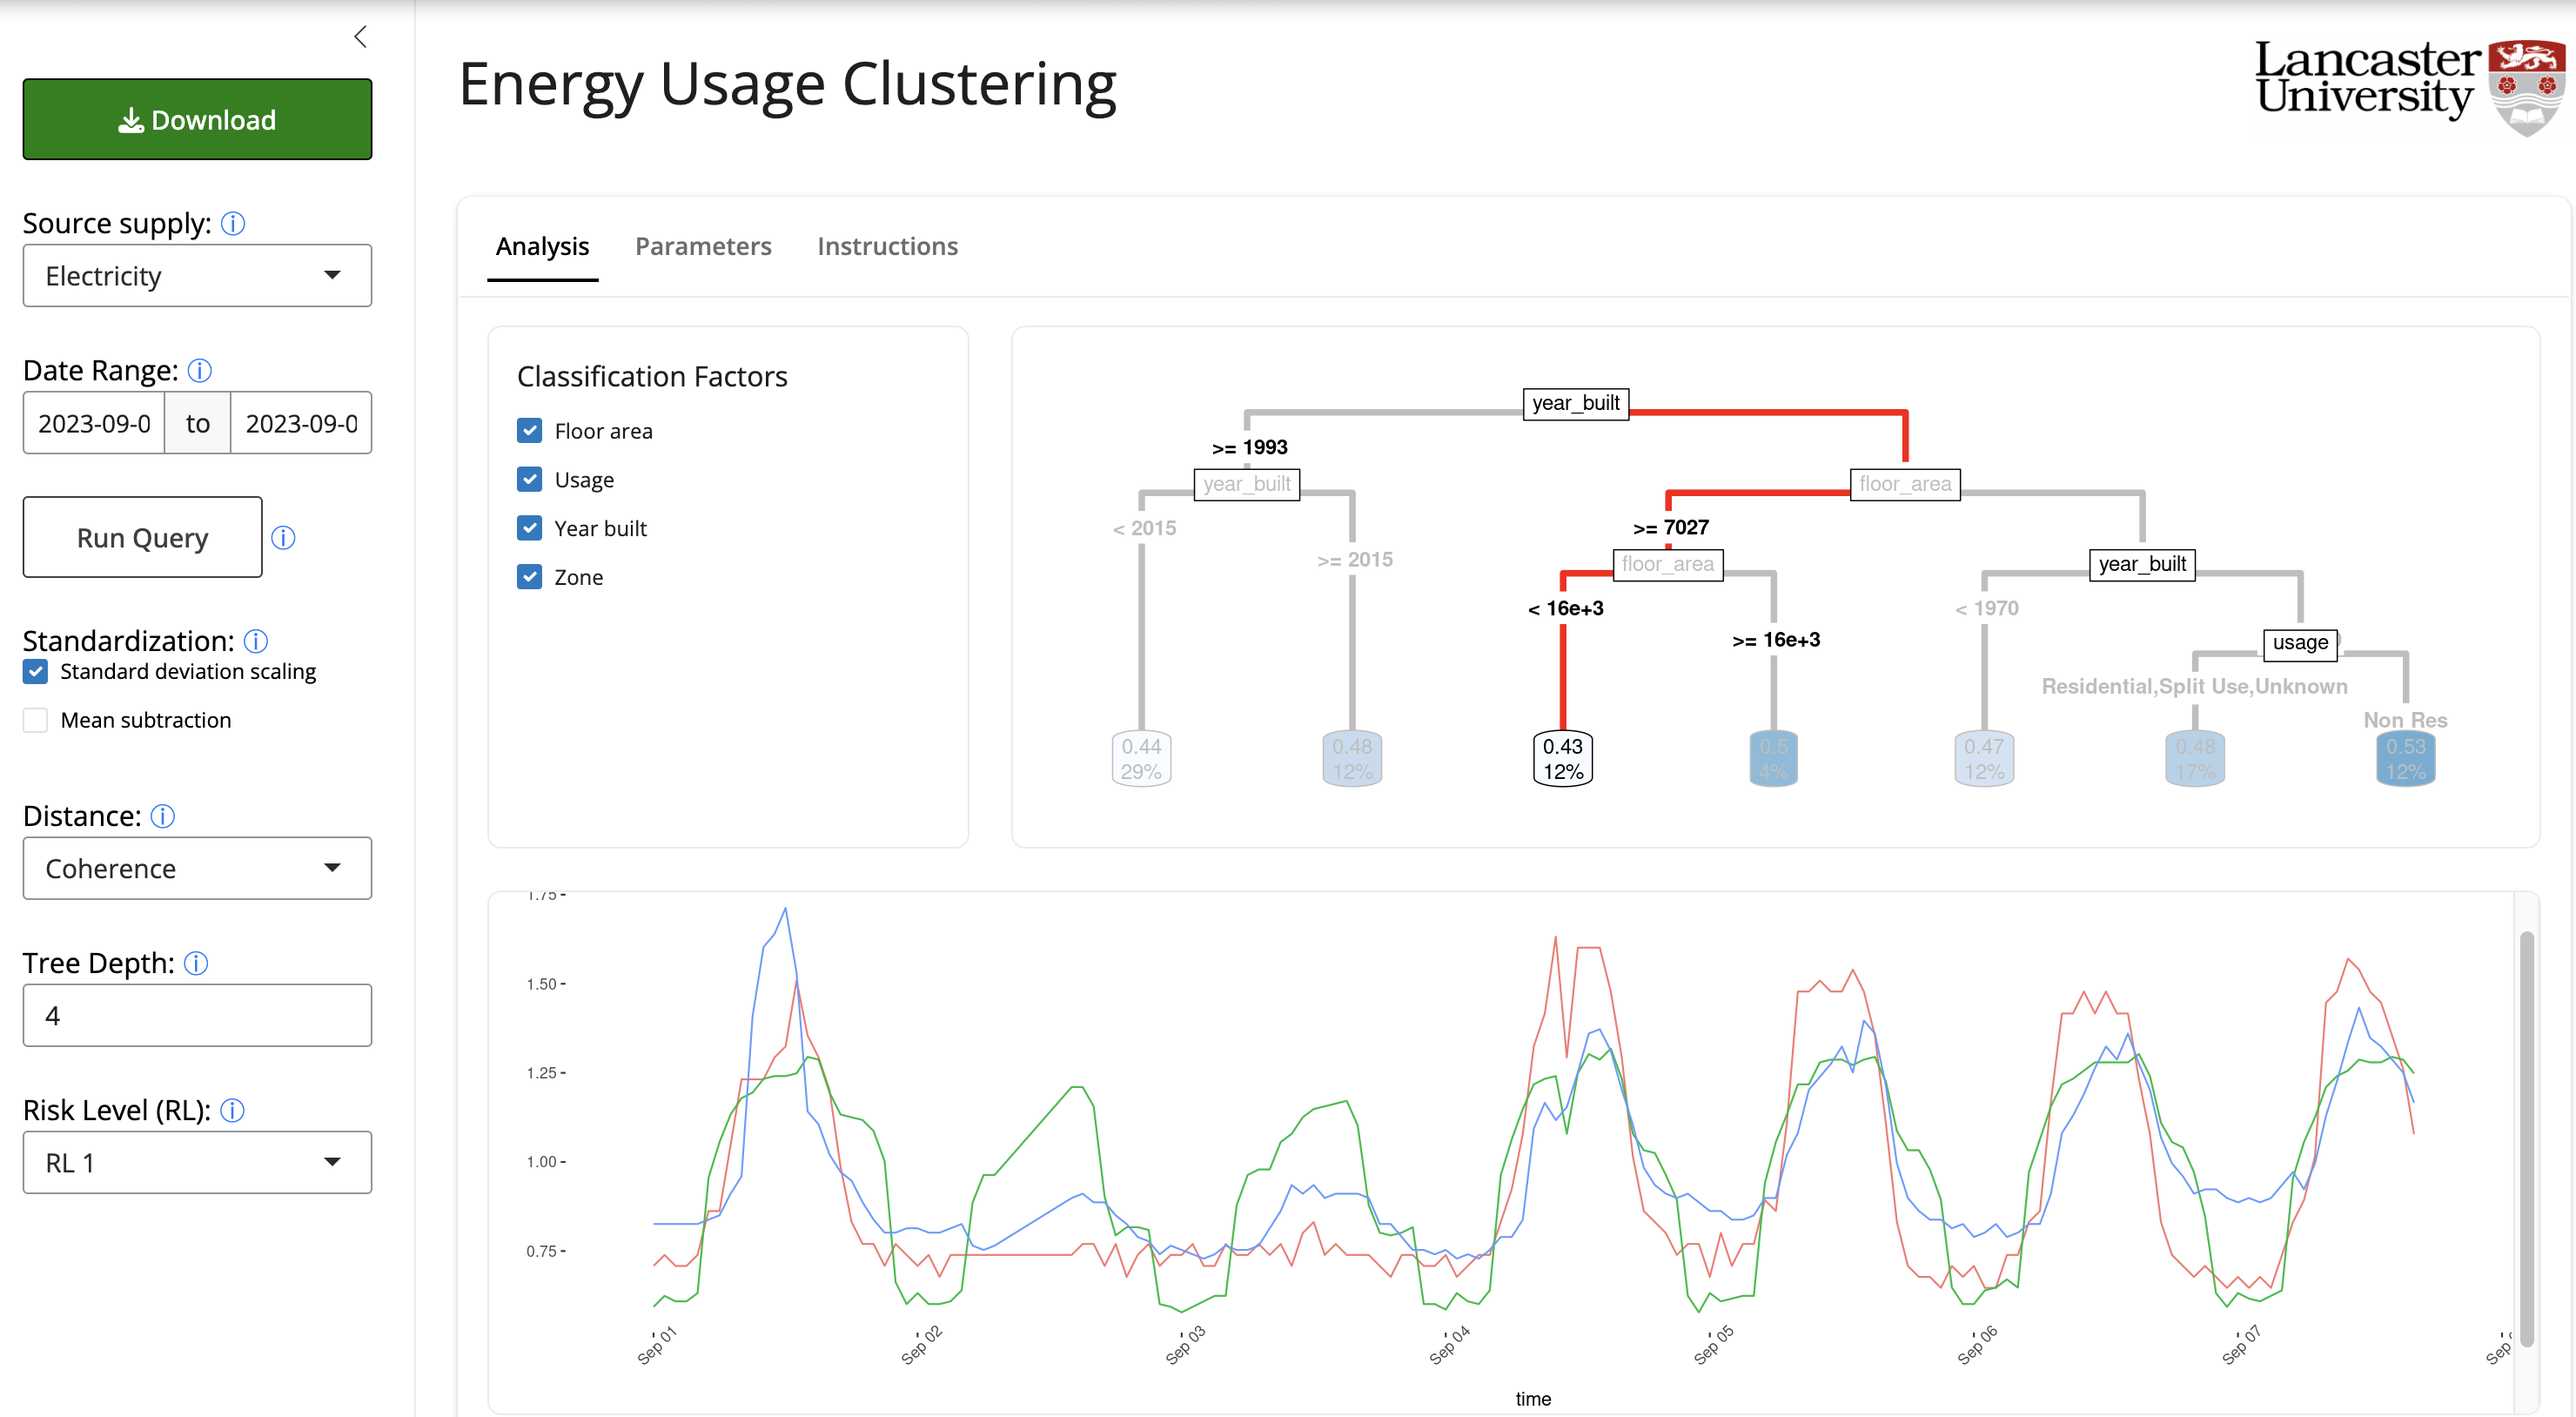 Download
Source supply:
Electricity
Date Range:
2023-09-0 to 2023-09-0
Run Query
Standardization:
Standard deviation scaling
Mean subtraction
Distance:
Coherence
Tree Depth:
4
Risk Level (RL):
RL 1
Energy Usage Clustering
Lancaster
University
Analysis Parameters Instructions
Classification Factors
Floor area
Usage
Year built
Zone
year_built
>= 1993
year_built
floor_area
< 2015
>= 7027
>= 2015
floor_area
year_built
< 16e+3
< 1970
>= 16e+3
usage
Residential,Split Use,Unknown
Non Res
0.44 0.48 0.43 0.5 0.47 0.48 0.53
29% 12% 12% 4% 12% 17% 12%
1.75
1.50
1.25
1.00
0.75
Sep 01 Sep 02 Sep 03 Sep 04 Sep 05 Sep 06 Sep 07 Sep
time